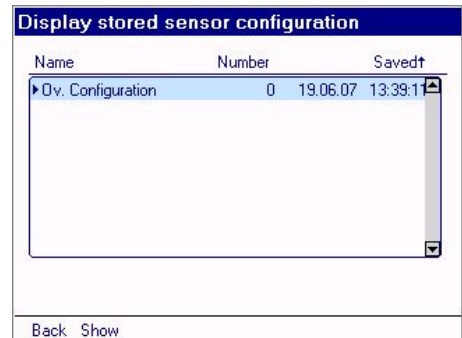 Display stored sensor configuration
Name Number Saved↑
Ov. Configuration 0 19.06.07 13:39:11
Back Show